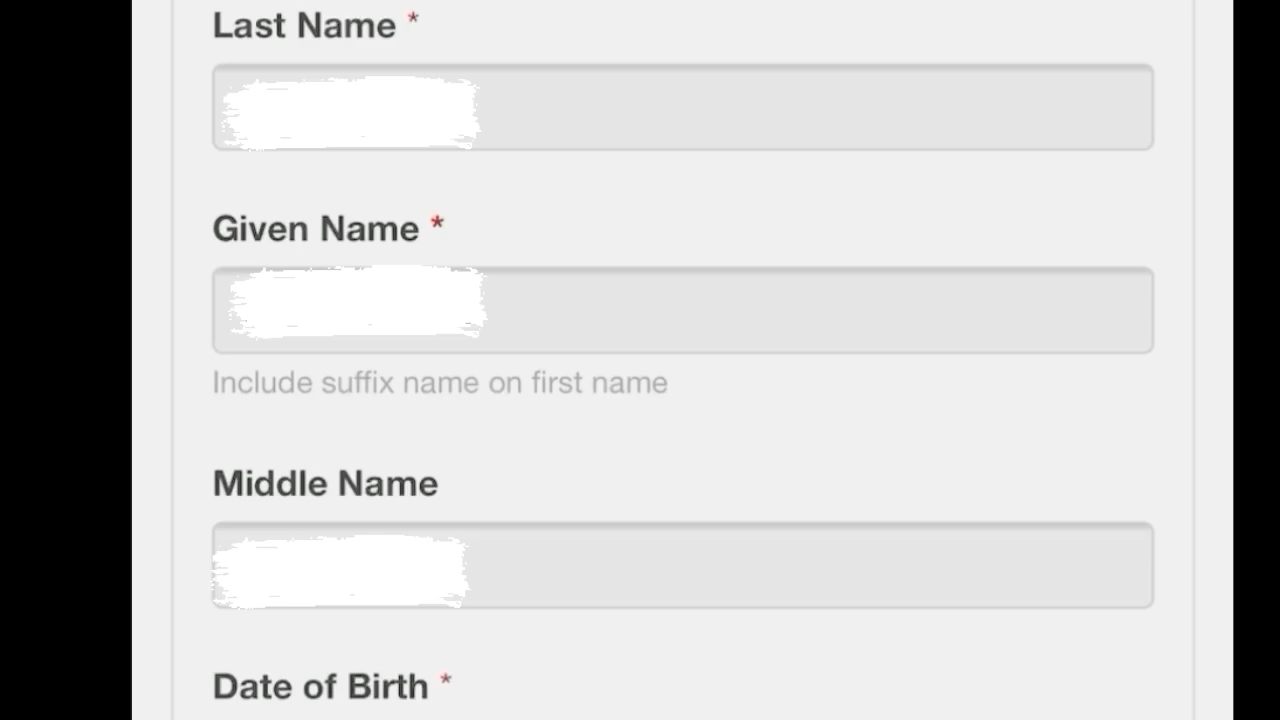 Last Name *
Given Name *
Include suffix name on first name
Middle Name
Date of Birth *